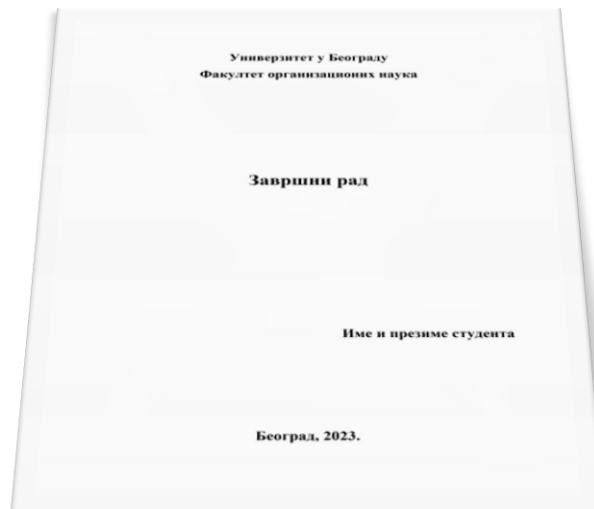 Универзитет у Београду
Факултет организационих наука
Завршни рад
Име и презиме студента
Београд, 2023.